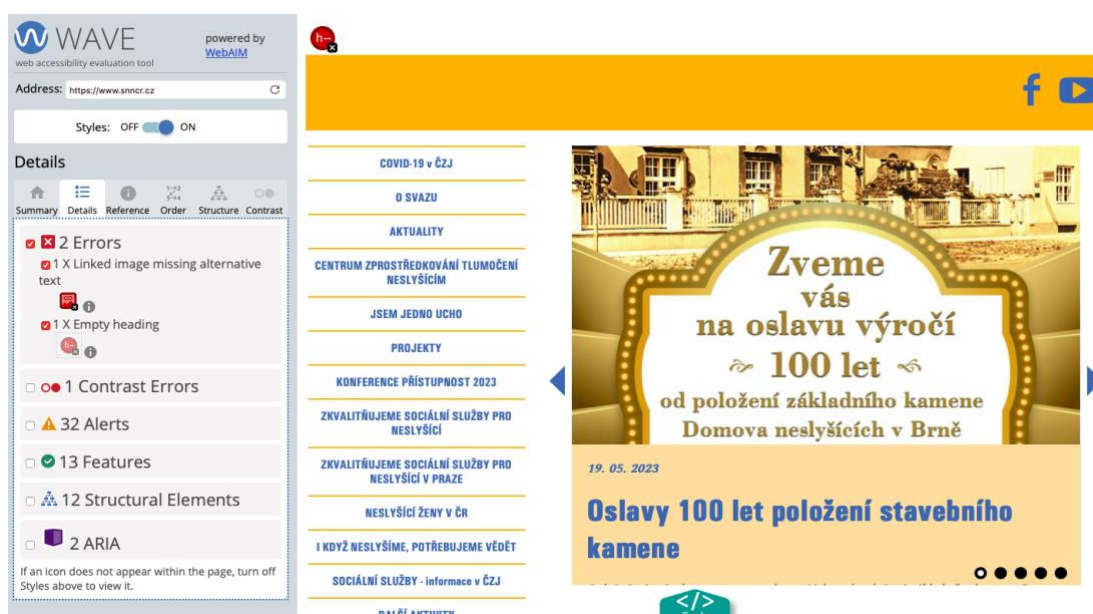 WAVE
web accessibility evaluation tool
powered by
WebAIM
Address: https://www.snncr.cz
Styles: OFF ON
Details
Summary Details Reference Order Structure Contrast
2 Errors
1 X Linked image missing alternative
text
1 X Empty heading
1 Contrast Errors
32 Alerts
13 Features
12 Structural Elements
2 ARIA
If an icon does not appear within the page, turn off
Styles above to view it.
h
COVID-19 v ČZJ
O SVAZU
AKTUALITY
CENTRUM ZPROSTŘEDKOVÁNÍ TLUMOČENÍ
NESLYŠÍCÍM
JSEM JEDNO UCHO
PROJEKTY
KONFERENCE PŘÍSTUPNOST 2023
ZKVALITŇUJEME SOCIÁLNÍ SLUŽBY PRO
NESLYŠÍCÍ
ZKVALITŇUJEME SOCIÁLNÍ SLUŽBY PRO
NESLYŠÍCÍ V PRAZE
NESLYŠÍCÍ ŽENY V ČR
I KDYŽ NESLYŠÍME, POTŘEBUJEME VĚDĚT
SOCIÁLNÍ SLUŽBY - informace v ČZJ
DALŠÍ AKTIVITY
Zveme
vás
na oslavu výročí
100 let
od položení základního kamene
Domova neslyšících v Brně
19. 05. 2023
Oslavy 100 let položení stavebního
kamene
</>